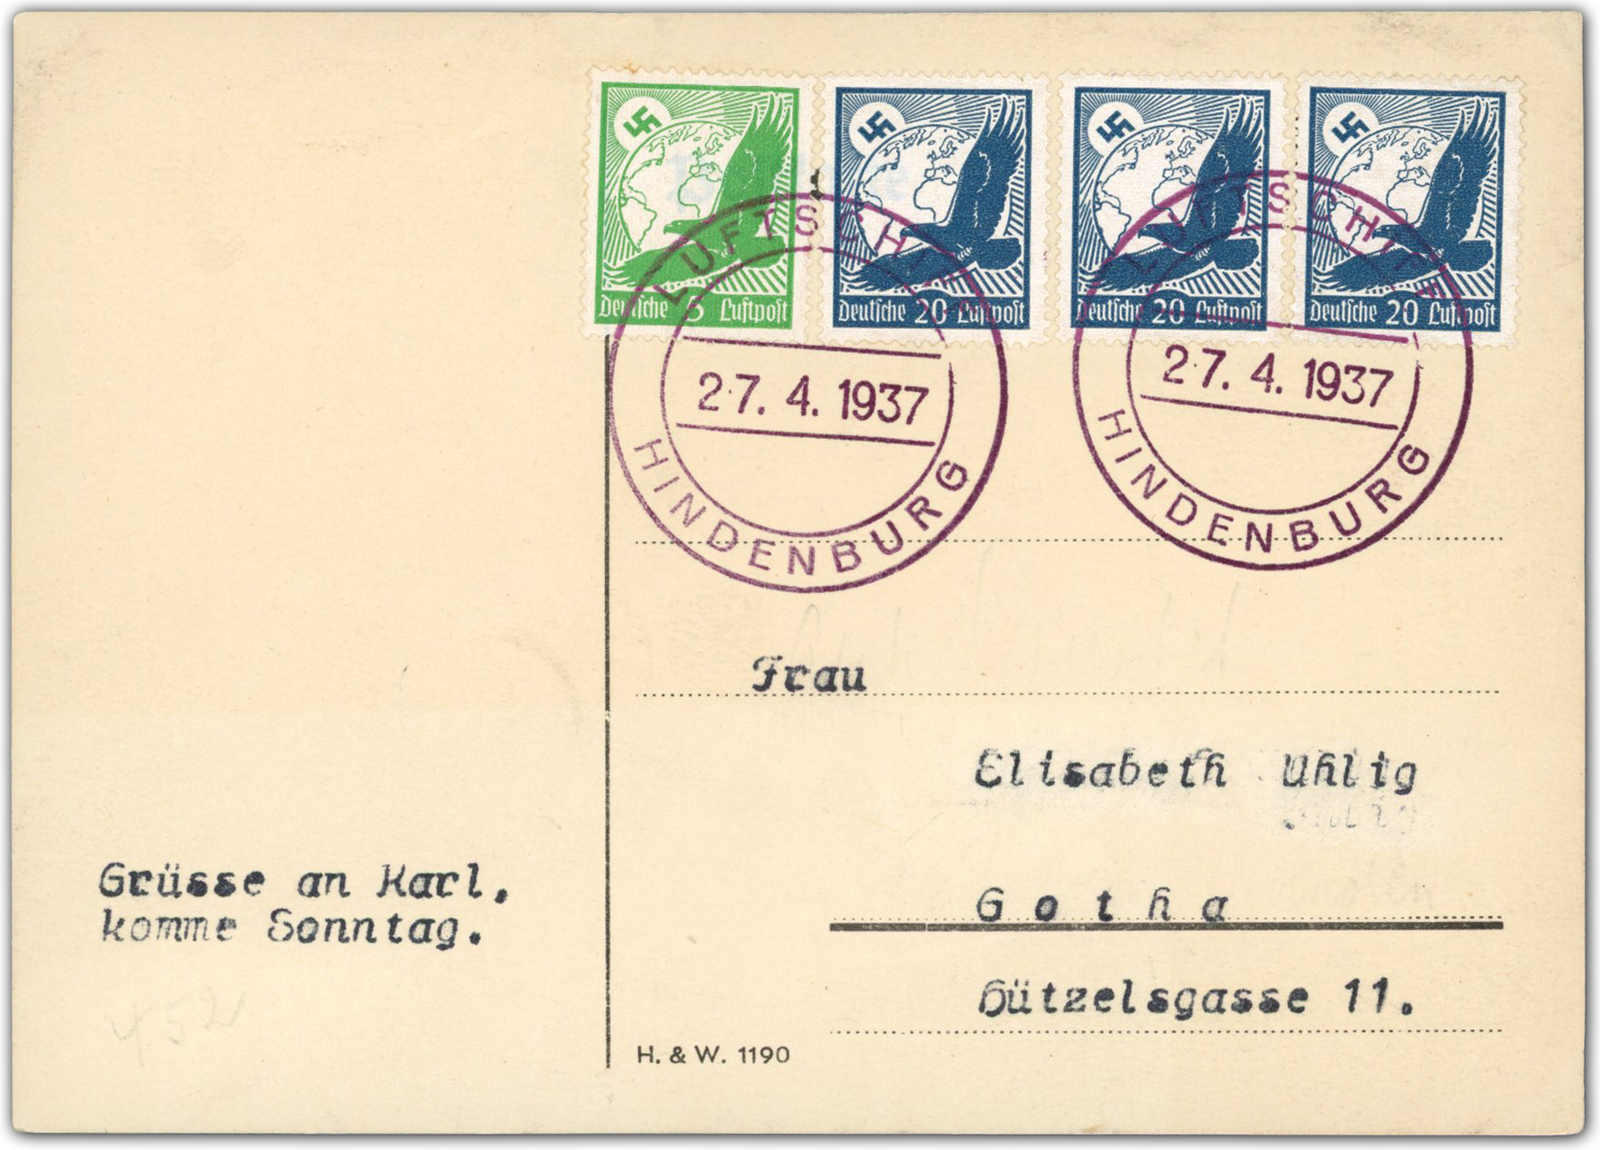 Deutsche 5 Luftpost
Deutsche 20 Luftpost
Deutsche 20 Luftpost
Deutsche 20 Luftpost
LUFTSCHIFF
27. 4. 1937
HINDENBURG
LUFTSCHIFF
27. 4. 1937
HINDENBURG
Frau
Elisabeth Uhlig
Gotha
Hützelsgasse 11.
Grüsse an Karl,
komme Sonntag.
452
H. & W. 1190